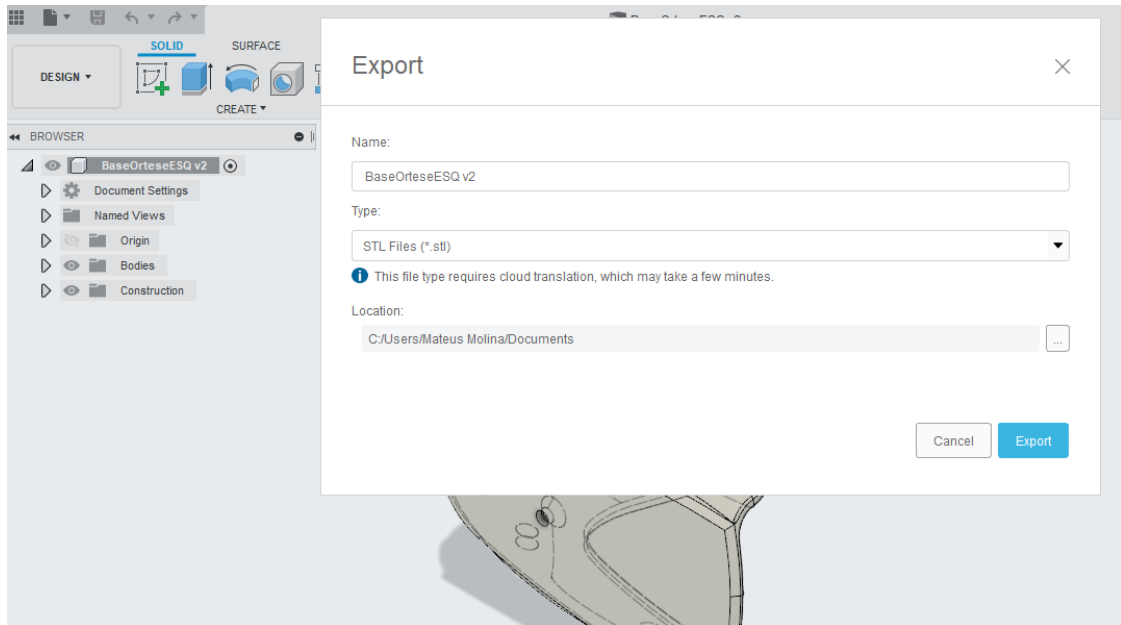 SOLID
SURFACE
DESIGN
CREATE
BROWSER
BaseOrteseESQ v2
Document Settings
Named Views
Origin
Bodies
Construction
Export
Name:
BaseOrteseESQ v2
Type:
STL Files (*.stl)
This file type requires cloud translation, which may take a few minutes.
Location:
C:/Users/Mateus Molina/Documents
...
Cancel
Export